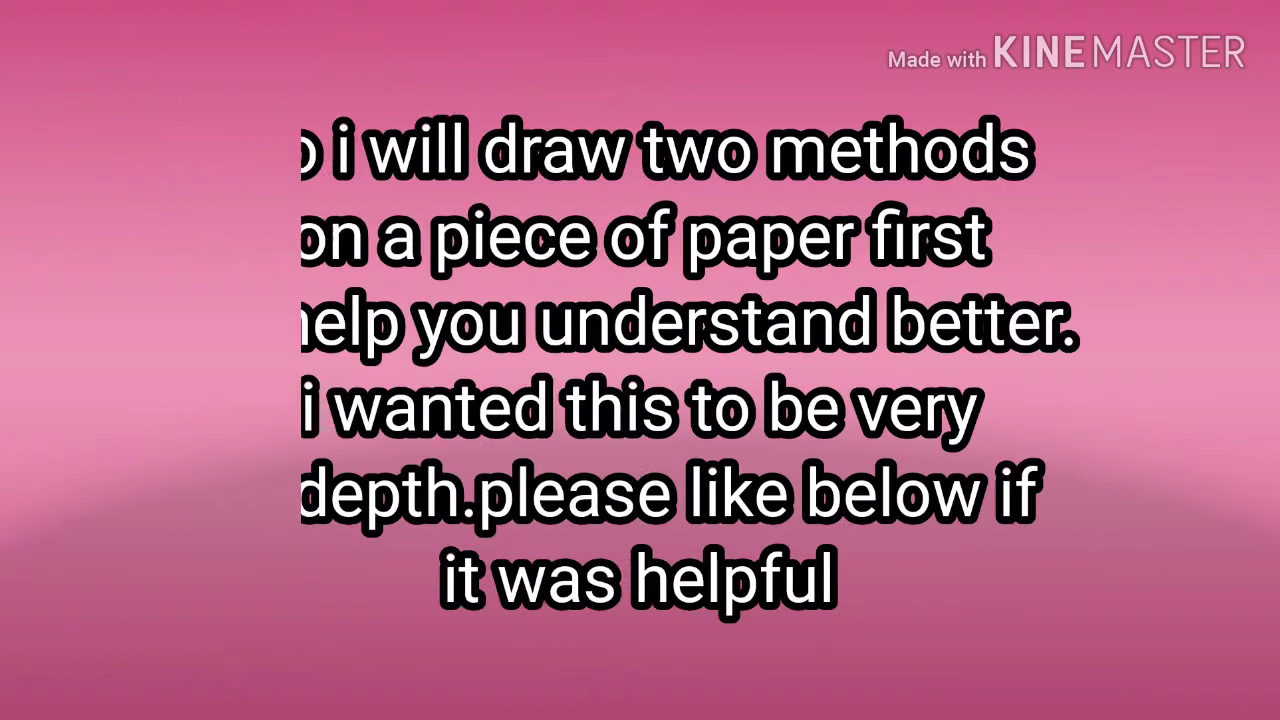 Made with KINEMASTER
i will draw two methods
on a piece of paper first
help you understand better.
i wanted this to be very
depth.please like below if
it was helpful